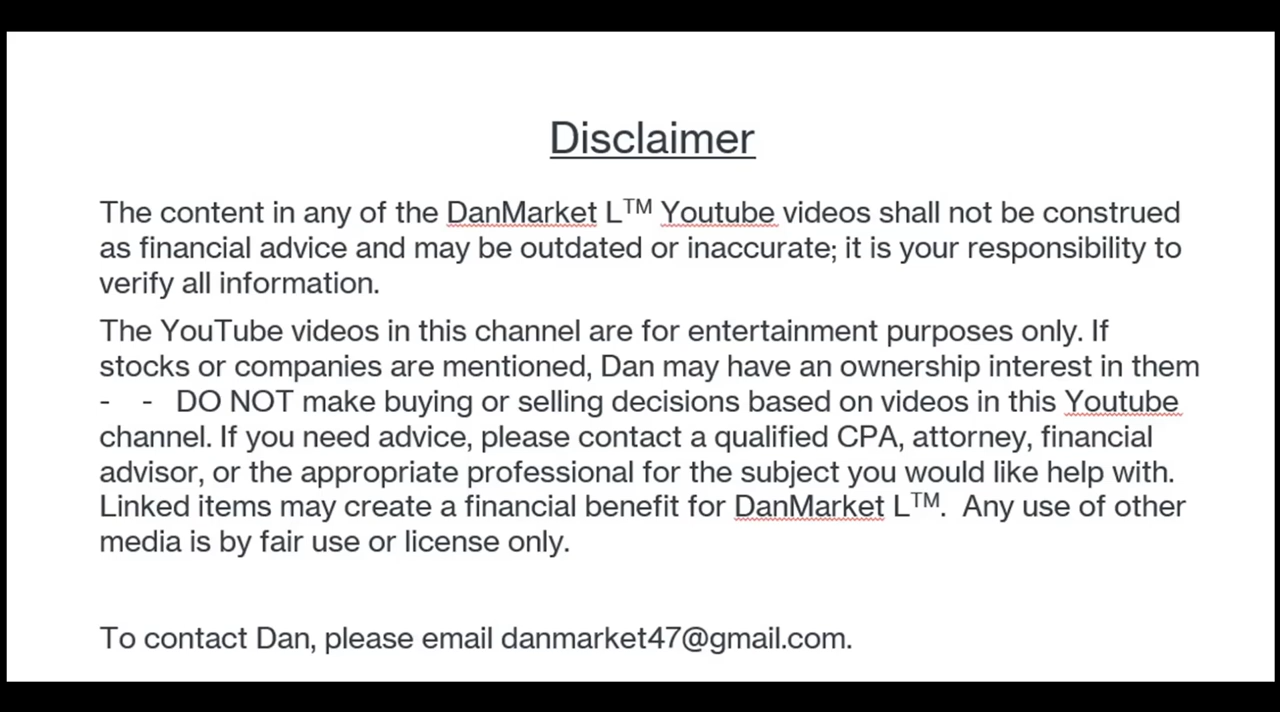 Disclaimer
The content in any of the DanMarket L™ Youtube videos shall not be construed
as financial advice and may be outdated or inaccurate; it is your responsibility to
verify all information.
The YouTube videos in this channel are for entertainment purposes only. If
stocks or companies are mentioned, Dan may have an ownership interest in them
- - DO NOT make buying or selling decisions based on videos in this Youtube
channel. If you need advice, please contact a qualified CPA, attorney, financial
advisor, or the appropriate professional for the subject you would like help with.
Linked items may create a financial benefit for DanMarket L™. Any use of other
media is by fair use or license only.
To contact Dan, please email danmarket47@gmail.com.